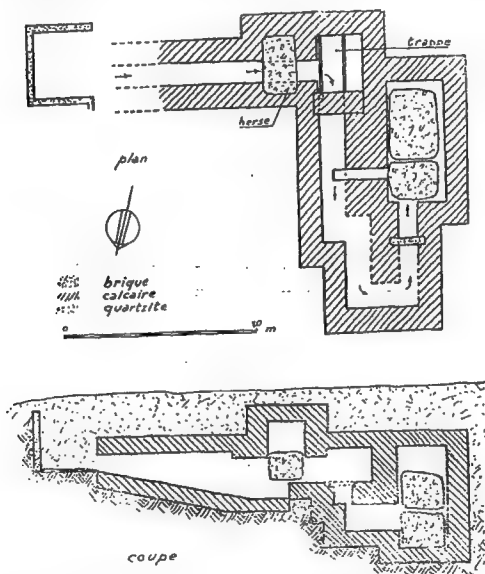 trappe
herse
plan
brique
calcaire
quartzite
0 10 m
coupe